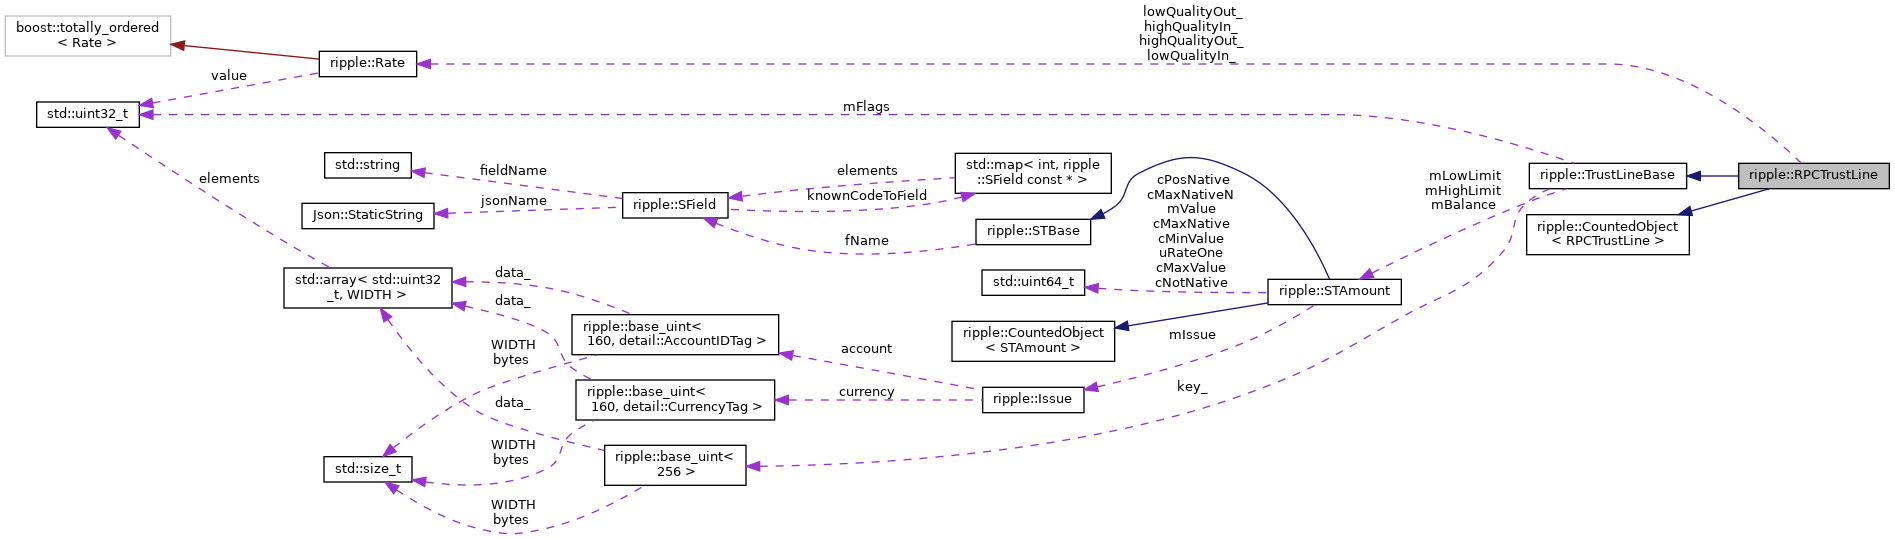 boost::totally_ordered
< Rate >
ripple::Rate
lowQualityOut_
highQualityIn_
highQualityOut_
lowQualityIn_
value
std::uint32_t
mFlags
elements
std::string
fieldName
Json::StaticString
jsonName
ripple::SField
elements
knownCodeToField
std::map< int, ripple
::SField const * >
fName
ripple::STBase
cPosNative
cMaxNativeN
mValue
cMaxNative
cMinValue
uRateOne
cMaxValue
cNotNative
mLowLimit
mHighLimit
mBalance
ripple::TrustLineBase
ripple::RPCTrustLine
ripple::CountedObject
< RPCTrustLine >
std::array< std::uint32
_t, WIDTH >
data_
data_
std::uint64_t
ripple::STAmount
ripple::base_uint<
160, detail::AccountIDTag >
ripple::CountedObject
< STAmount >
WIDTH
bytes
account
mIssue
ripple::base_uint<
160, detail::CurrencyTag >
currency
ripple::Issue
key_
data_
std::size_t
WIDTH
bytes
ripple::base_uint<
256 >
WIDTH
bytes